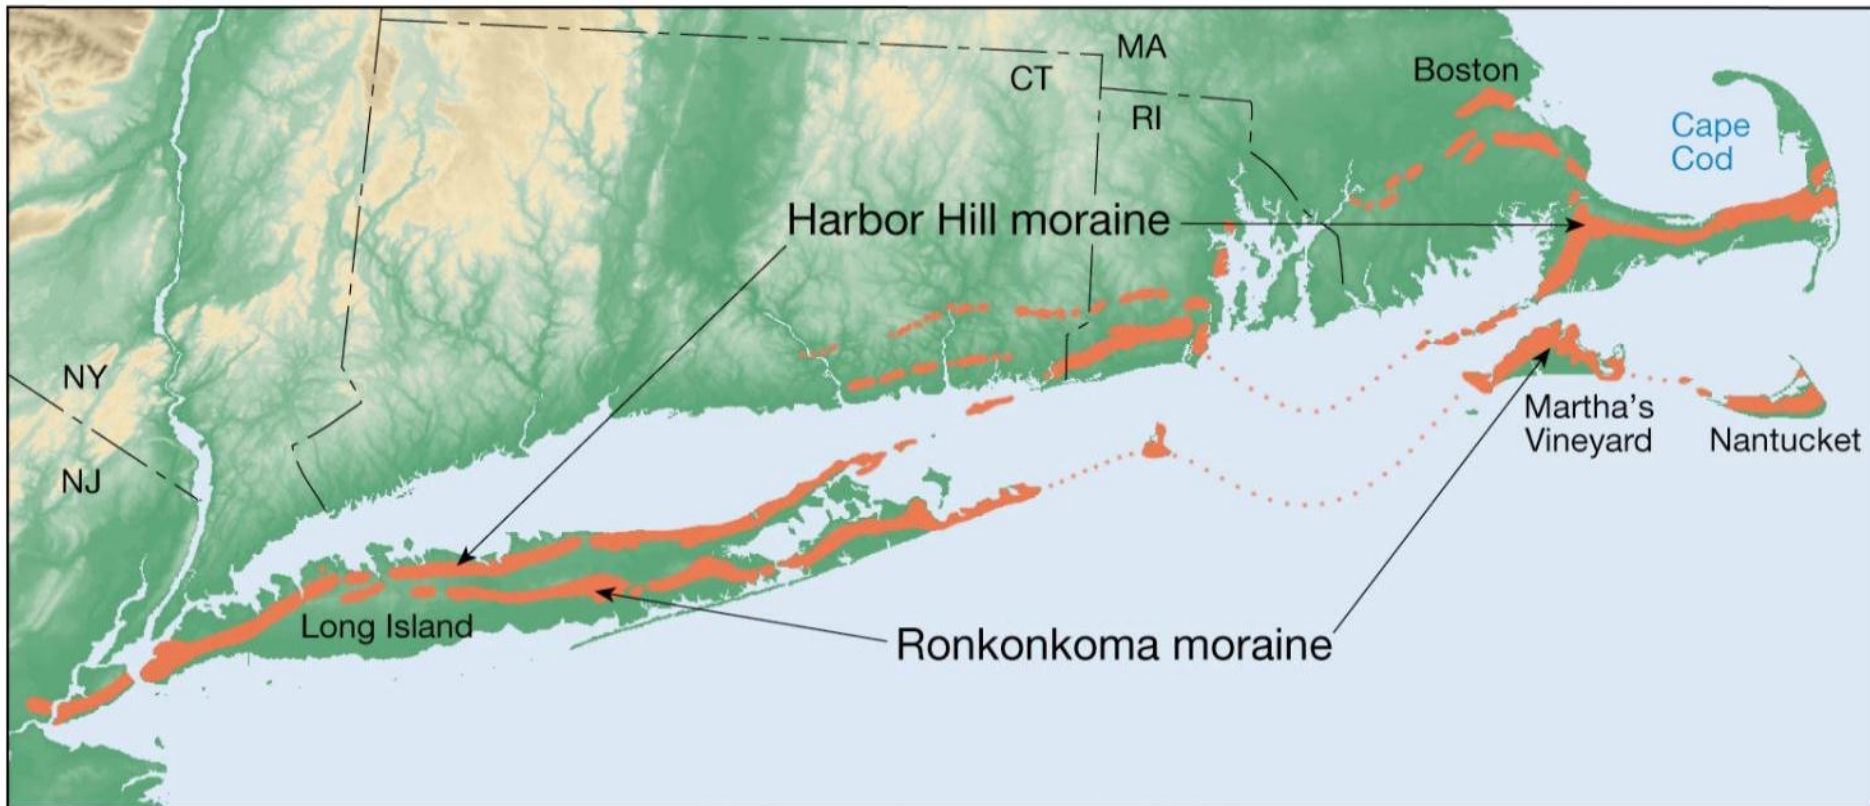 MA
Boston
CT
RI
Cape
Cod
Harbor Hill moraine
NY
Martha's
Vineyard
Nantucket
NJ
Long Island
Ronkonkoma moraine